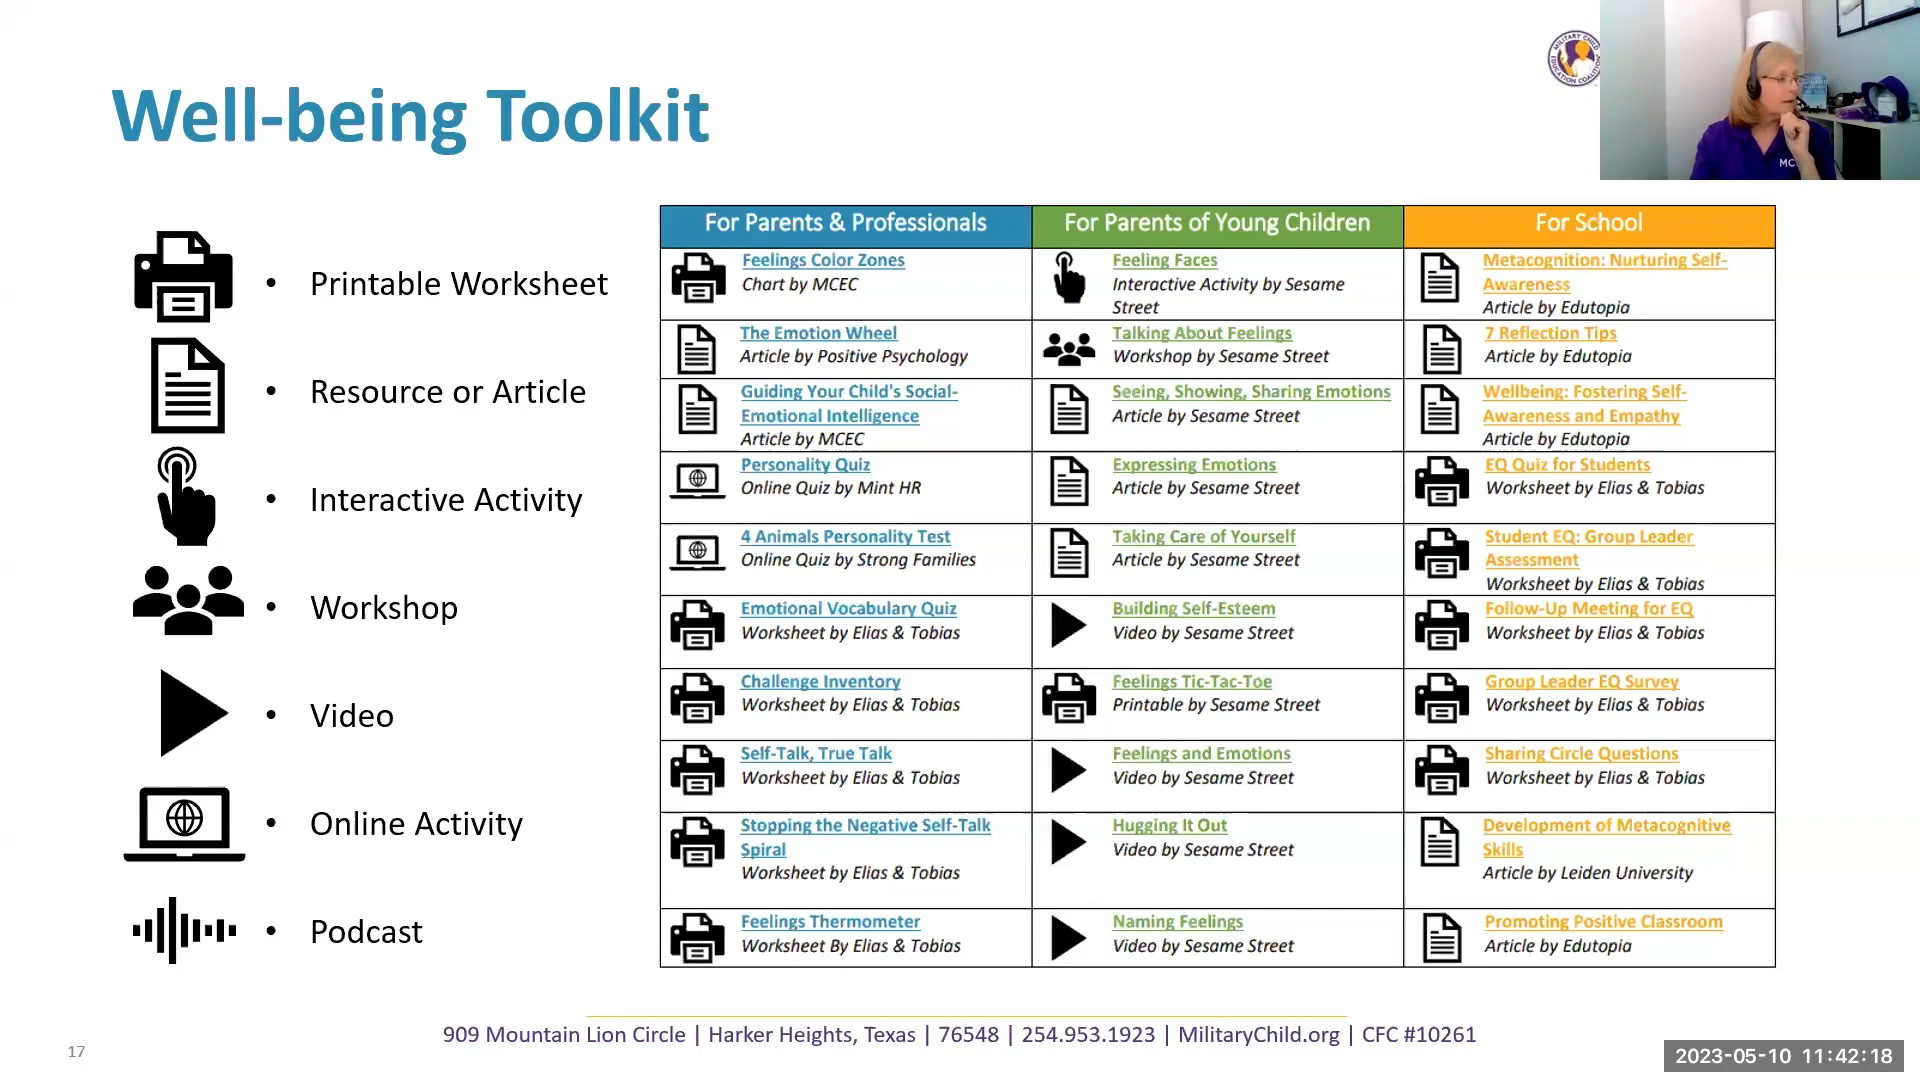 MILITARY CHILD
EDUCATION COALITION
MC
Well-being Toolkit
• Printable Worksheet
• Resource or Article
• Interactive Activity
• Workshop
• Video
• Online Activity
• Podcast
For Parents & Professionals
Feelings Color Zones
Chart by MCEC
The Emotion Wheel
Article by Positive Psychology
Guiding Your Child's Social-
Emotional Intelligence
Article by MCEC
Personality Quiz
Online Quiz by Mint HR
4 Animals Personality Test
Online Quiz by Strong Families
Emotional Vocabulary Quiz
Worksheet by Elias & Tobias
Challenge Inventory
Worksheet by Elias & Tobias
Self-Talk, True Talk
Worksheet by Elias & Tobias
Stopping the Negative Self-Talk
Spiral
Worksheet by Elias & Tobias
Feelings Thermometer
Worksheet By Elias & Tobias
For Parents of Young Children
Feeling Faces
Interactive Activity by Sesame
Street
Talking About Feelings
Workshop by Sesame Street
Seeing, Showing, Sharing Emotions
Article by Sesame Street
Expressing Emotions
Article by Sesame Street
Taking Care of Yourself
Article by Sesame Street
Building Self-Esteem
Video by Sesame Street
Feelings Tic-Tac-Toe
Printable by Sesame Street
Feelings and Emotions
Video by Sesame Street
Hugging It Out
Video by Sesame Street
Naming Feelings
Video by Sesame Street
For School
Metacognition: Nurturing Self-
Awareness
Article by Edutopia
7 Reflection Tips
Article by Edutopia
Wellbeing: Fostering Self-
Awareness and Empathy
Article by Edutopia
EQ Quiz for Students
Worksheet by Elias & Tobias
Student EQ: Group Leader
Assessment
Worksheet by Elias & Tobias
Follow-Up Meeting for EQ
Worksheet by Elias & Tobias
Group Leader EQ Survey
Worksheet by Elias & Tobias
Sharing Circle Questions
Worksheet by Elias & Tobias
Development of Metacognitive
Skills
Article by Leiden University
Promoting Positive Classroom
Article by Edutopia
909 Mountain Lion Circle | Harker Heights, Texas | 76548 | 254.953.1923 | MilitaryChild.org | CFC #10261
17
2023-05-10 11:42:18